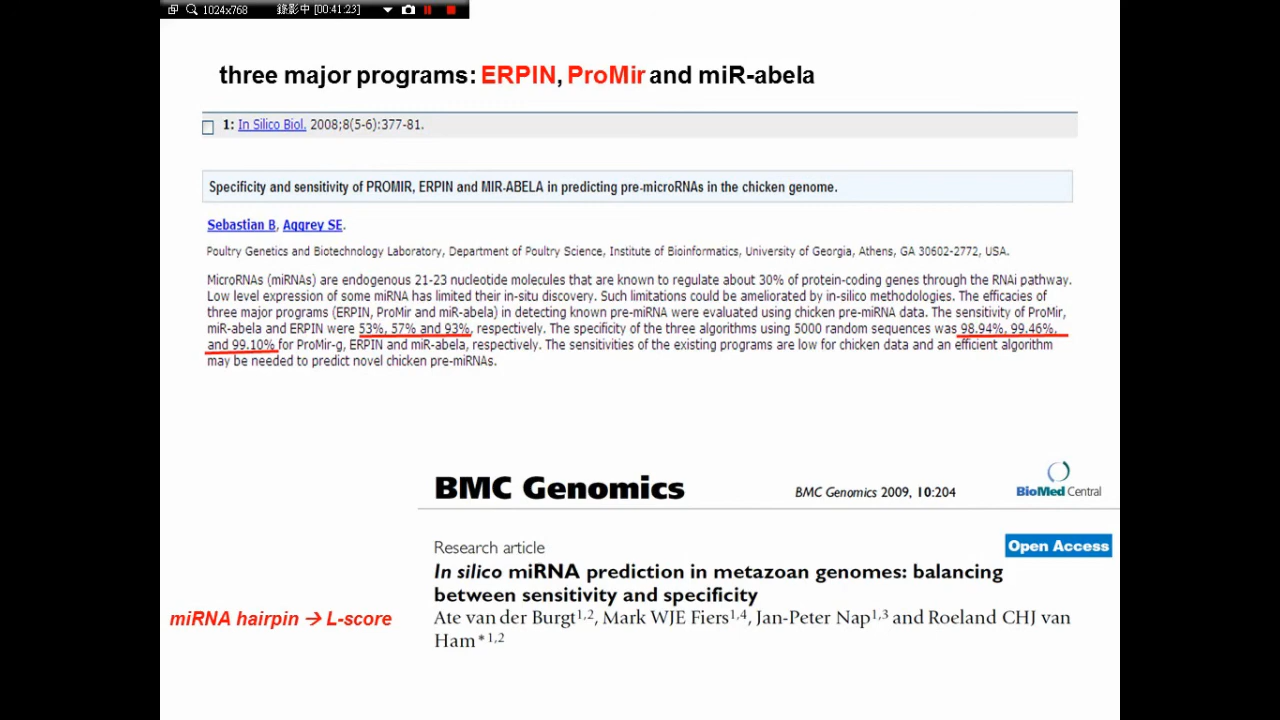 1024x768 錄影中 [00:41:23]
three major programs: ERPIN, ProMir and miR-abela
1: In Silico Biol. 2008;8(5-6):377-81.
Specificity and sensitivity of PROMIR, ERPIN and MIR-ABELA in predicting pre-microRNAs in the chicken genome.
Sebastian B, Aggrey SE.
Poultry Genetics and Biotechnology Laboratory, Department of Poultry Science, Institute of Bioinformatics, University of Georgia, Athens, GA 30602-2772, USA.
MicroRNAs (miRNAs) are endogenous 21-23 nucleotide molecules that are known to regulate about 30% of protein-coding genes through the RNAi pathway.
Low level expression of some miRNA has limited their in-situ discovery. Such limitations could be ameliorated by in-silico methodologies. The efficacies of
three major programs (ERPIN, ProMir and miR-abela) in detecting known pre-miRNA were evaluated using chicken pre-miRNA data. The sensitivity of ProMir,
miR-abela and ERPIN were 53%, 57% and 93%, respectively. The specificity of the three algorithms using 5000 random sequences was 98.94%, 99.46%,
and 99.10% for ProMir-g, ERPIN and miR-abela, respectively. The sensitivities of the existing programs are low for chicken data and an efficient algorithm
may be needed to predict novel chicken pre-miRNAs.
BMC Genomics
BMC Genomics 2009, 10:204
BioMed Central
Research article
Open Access
In silico miRNA prediction in metazoan genomes: balancing
between sensitivity and specificity
miRNA hairpin → L-score
Ate van der Burgt1,2, Mark WJE Fiers1,4, Jan-Peter Nap1,3 and Roeland CHJ van
Ham*1,2